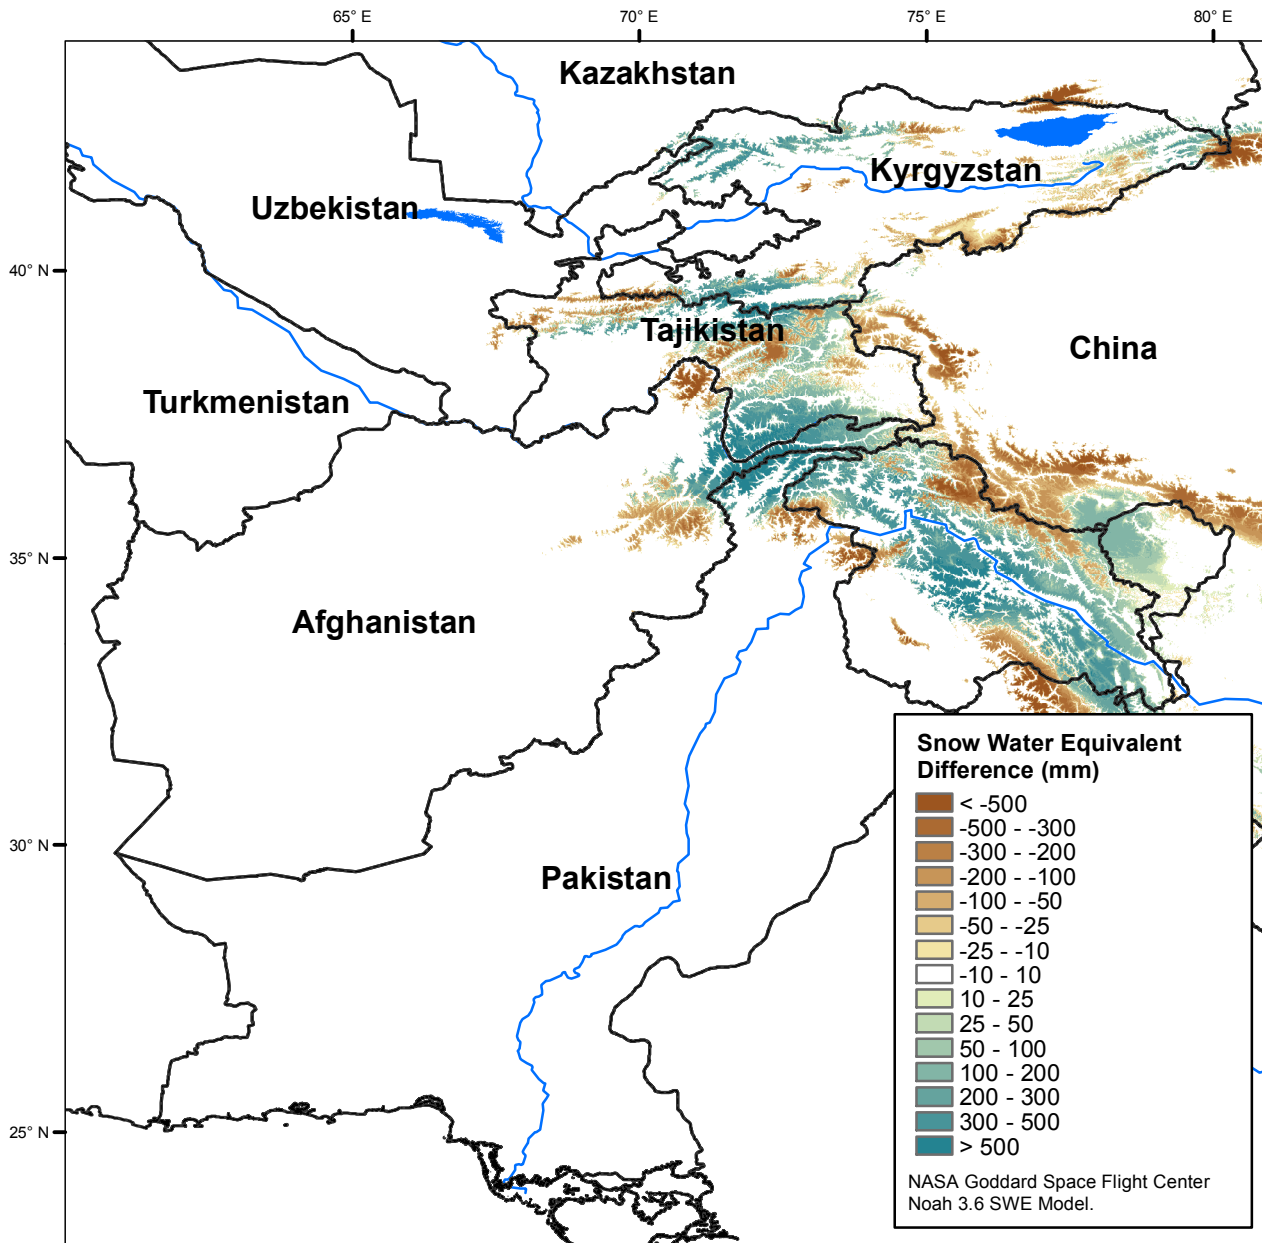 65° E
70° E
75° E
80° E
Kazakhstan
Kyrgyzstan
Uzbekistan
40° N
Tajikistan
China
Turkmenistan
35° N
Afghanistan
30° N
Pakistan
25° N
Snow Water Equivalent
Difference (mm)
< -500
-500 - -300
-300 - -200
-200 - -100
-100 - -50
-50 - -25
-25 - -10
-10 - 10
10 - 25
25 - 50
50 - 100
100 - 200
200 - 300
300 - 500
> 500
NASA Goddard Space Flight Center
Noah 3.6 SWE Model.